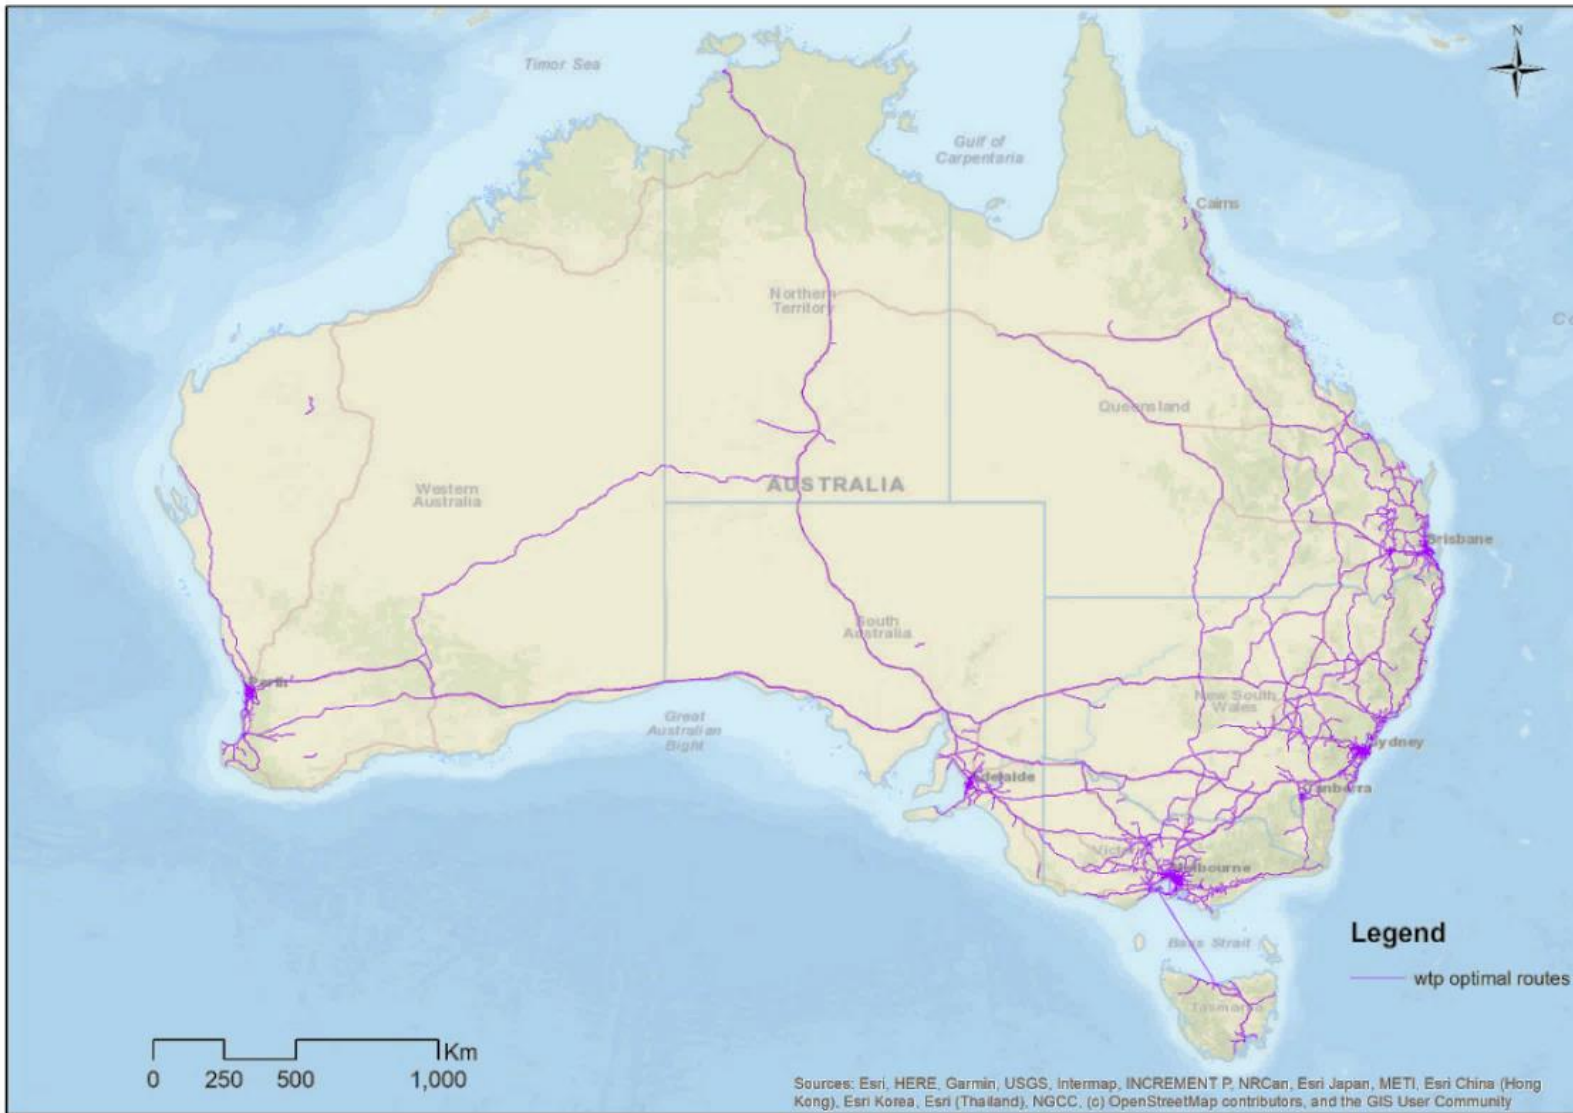 N
Timor Sea
Gulf of
Carpentaria
Cairns
Northern
Territory
Queensland
Western
Australia
AUSTRALIA
Brisbane
South
Australia
Perth
New South
Wales
Great
Australian
Bight
Sydney
Adelaide
Canberra
Victoria
Melbourne
Legend
Bass Strait
wtp optimal routes
Tasmania
Km
0 250 500 1,000
Sources: Esri, HERE, Garmin, USGS, Intermap, INCREMENT P, NRCan, Esri Japan, METI, Esri China (Hong
Kong), Esri Korea, Esri (Thailand), NGCC, (c) OpenStreetMap contributors, and the GIS User Community